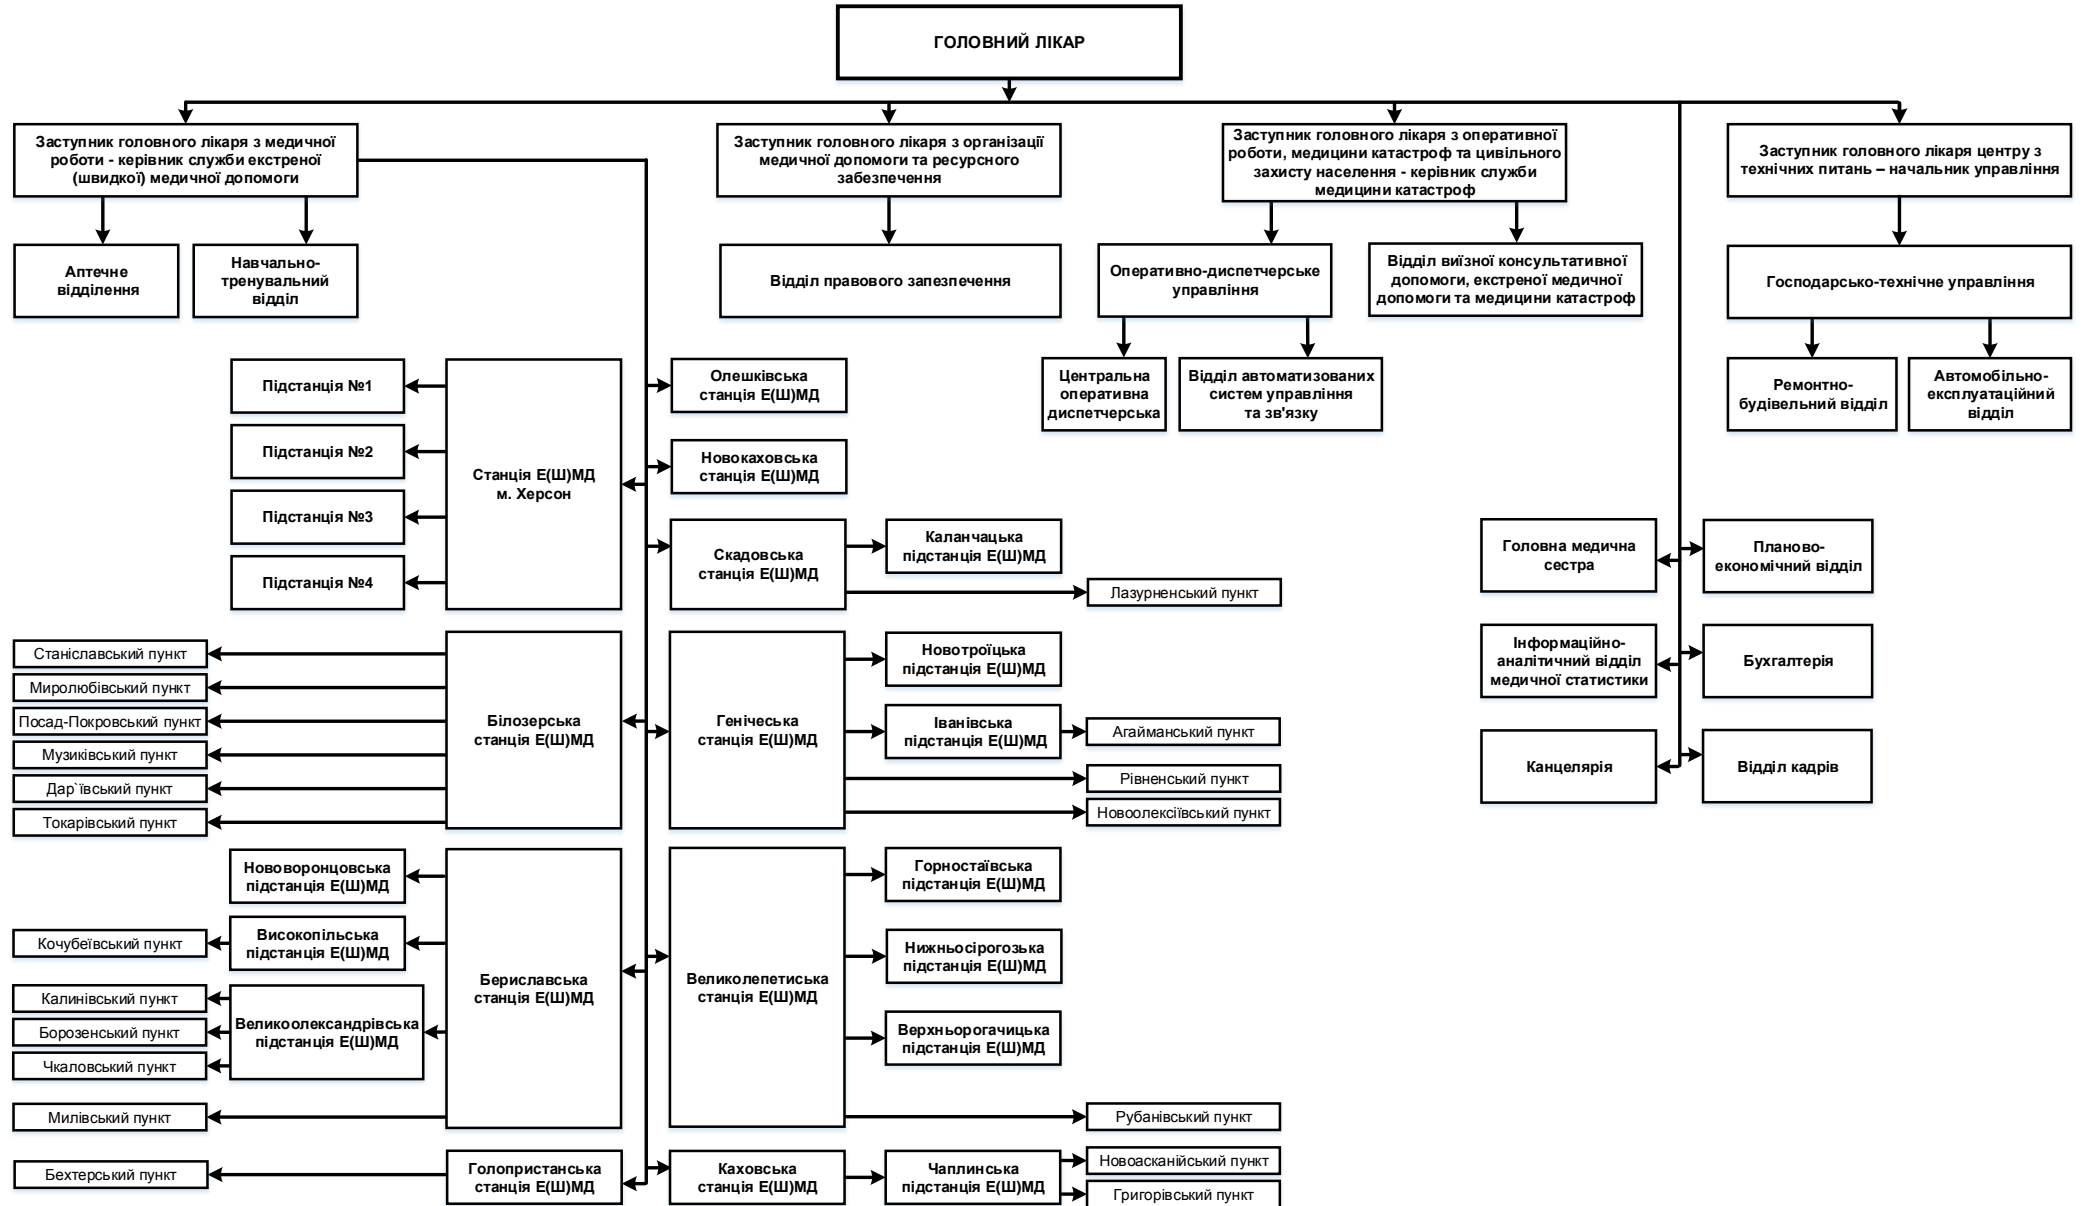 ГОЛОВНИЙ ЛІКАР
Заступник головного лікаря з медичної
роботи - керівник служби екстреної
(швидкої) медичної допомоги
Заступник головного лікаря з організації
медичної допомоги та ресурсного
забезпечення
Заступник головного лікаря з оперативної
роботи, медицини катастроф та цивільного
захисту населення - керівник служби
медицини катастроф
Заступник головного лікаря центру з
технічних питань – начальник управління
Аптечне
відділення
Навчально-
тренувальний
відділ
Відділ правового запезпечення
Оперативно-диспетчерське
управління
Відділ виїзної консультативної
допомоги, екстреної медичної
допомоги та медицини катастроф
Господарсько-технічне управління
Центральна
оперативна
диспетчерська
Відділ автоматизованих
систем управління
та зв'язку
Ремонтно-
будівельний відділ
Автомобільно-
експлуатаційний
відділ
Підстанція №1
Підстанція №2
Підстанція №3
Підстанція №4
Станція Е(Ш)МД
м. Херсон
Олешківська
станція Е(Ш)МД
Новокаховська
станція Е(Ш)МД
Скадовська
станція Е(Ш)МД
Каланчацька
підстанція Е(Ш)МД
Лазурненський пункт
Головна медична
сестра
Планово-
економічний відділ
Інформаційно-
аналітичний відділ
медичної статистики
Бухгалтерія
Канцелярія
Відділ кадрів
Станіславський пункт
Миролюбівський пункт
Посад-Покровський пункт
Музиківський пункт
Дар`ївський пункт
Токарівський пункт
Білозерська
станція Е(Ш)МД
Генічеська
станція Е(Ш)МД
Новотроїцька
підстанція Е(Ш)МД
Іванівська
підстанція Е(Ш)МД
Агайманський пункт
Рівненський пункт
Новоолексіївський пункт
Нововоронцовська
підстанція Е(Ш)МД
Кочубеївський пункт
Високопільська
підстанція Е(Ш)МД
Калинівський пункт
Борозенський пункт
Чкаловський пункт
Великоолександрівська
підстанція Е(Ш)МД
Милівський пункт
Бериславська
станція Е(Ш)МД
Великолепетиська
станція Е(Ш)МД
Горностаївська
підстанція Е(Ш)МД
Нижньосірогозька
підстанція Е(Ш)МД
Верхньорогачицька
підстанція Е(Ш)МД
Рубанівський пункт
Бехтерський пункт
Голопристанська
станція Е(Ш)МД
Каховська
станція Е(Ш)МД
Чаплинська
підстанція Е(Ш)МД
Новоасканійський пункт
Григорівський пункт